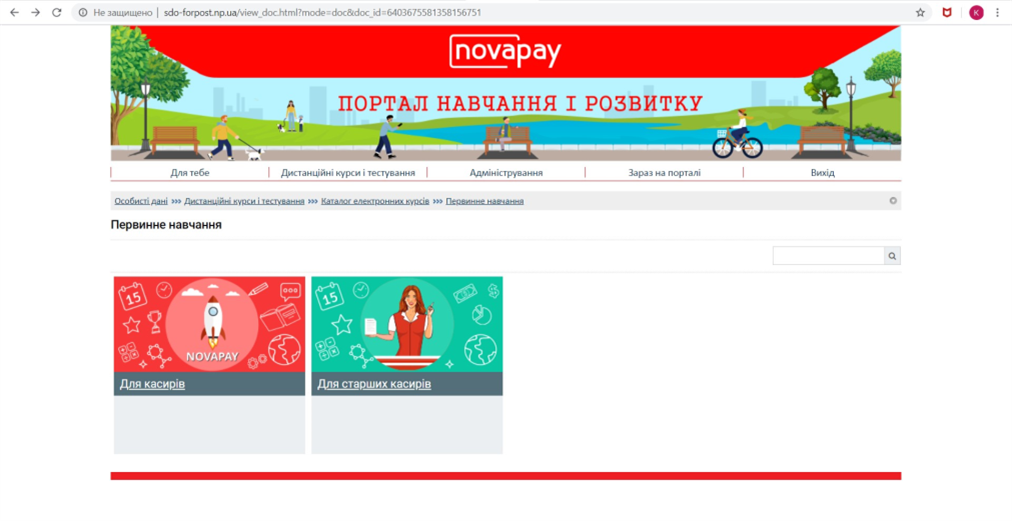 Не защищено | sdo-forpost.np.ua/view_doc.html?mode=doc&doc_id=6403675581358156751
K
novapay
ПОРТАЛ НАВЧАННЯ І РОЗВИТКУ
Для тебе
Дистанційні курси і тестування
Адміністрування
Зараз на порталі
Вихід
Особисті дані »» Дистанційні курси і тестування »» Каталог електронних курсів »» Первинне навчання
Первинне навчання
15
NOVAPAY
15
Для касирів
Для старших касирів